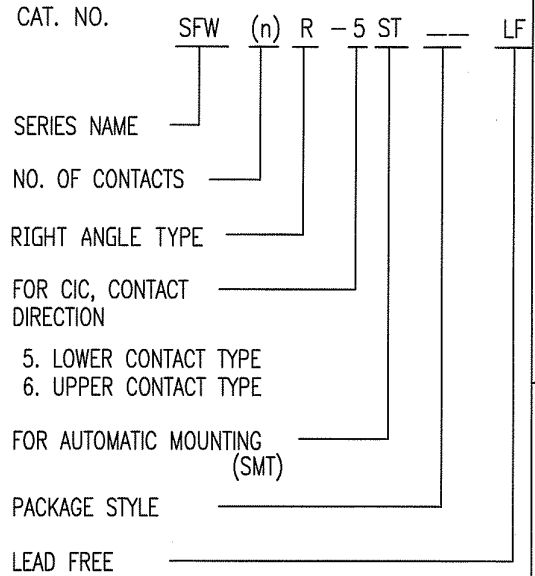 CAT. NO.
SFW (n) R - 5 ST __ LF
SERIES NAME
NO. OF CONTACTS
RIGHT ANGLE TYPE
FOR CIC, CONTACT
DIRECTION
5. LOWER CONTACT TYPE
6. UPPER CONTACT TYPE
FOR AUTOMATIC MOUNTING
(SMT)
PACKAGE STYLE
LEAD FREE